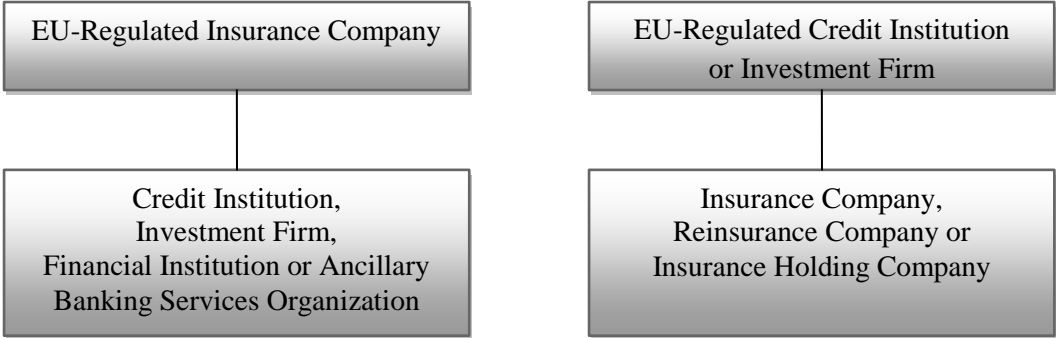 EU-Regulated Insurance Company
EU-Regulated Credit Institution
or Investment Firm
Credit Institution,
Investment Firm,
Financial Institution or Ancillary
Banking Services Organization
Insurance Company,
Reinsurance Company or
Insurance Holding Company